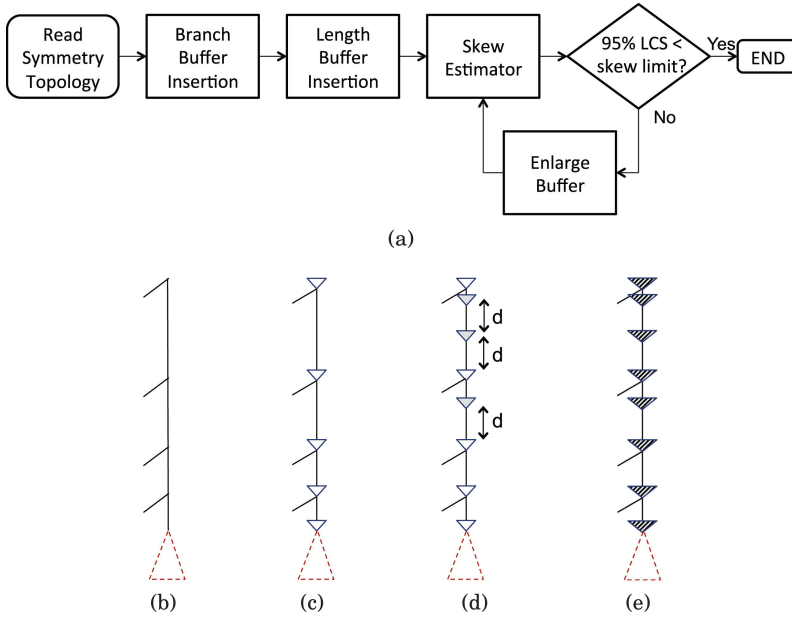 Read
Symmetry
Topology
Branch
Buffer
Insertion
Length
Buffer
Insertion
Skew
Estimator
95% LCS <
skew limit?
Yes
END
No
Enlarge
Buffer
(a)
d
d
d
(b)
(c)
(d)
(e)